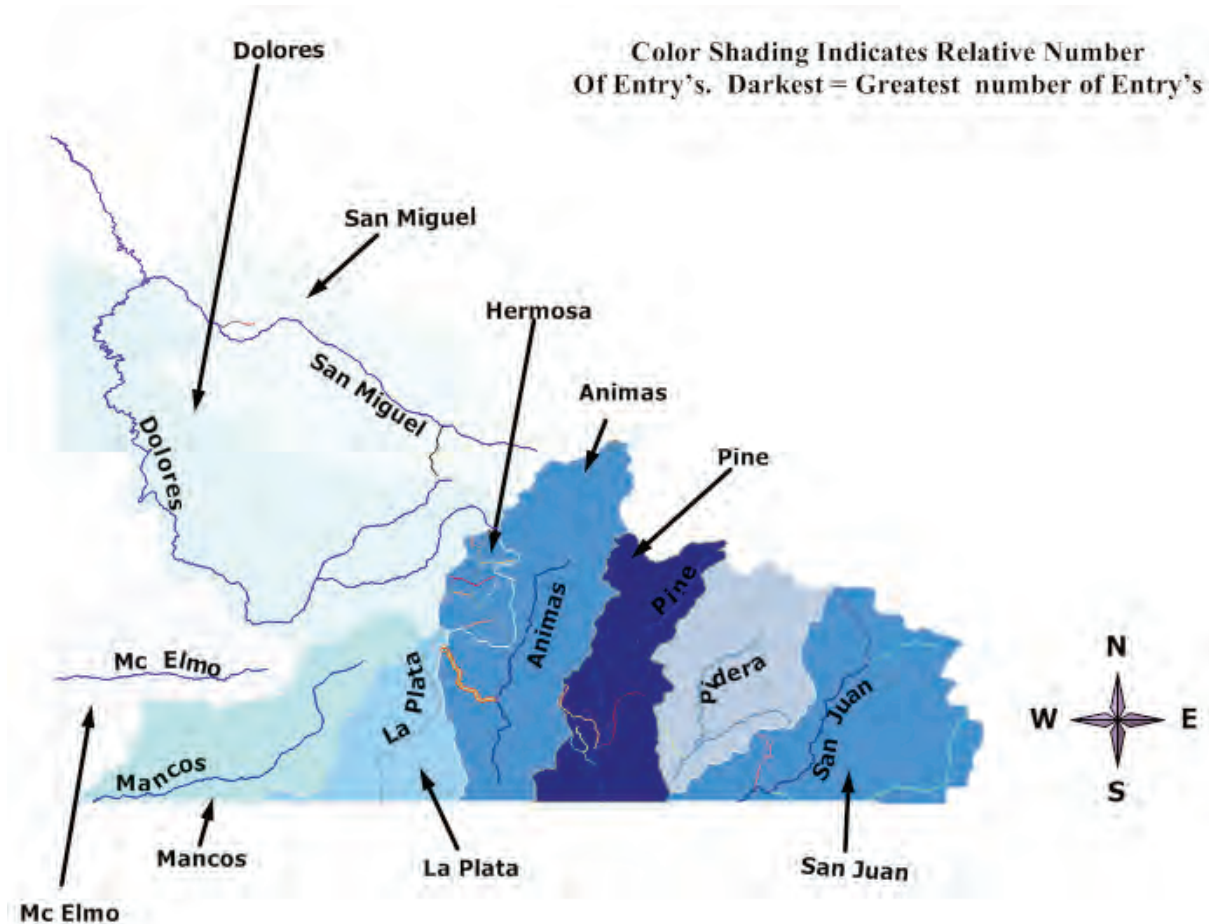 Dolores
Color Shading Indicates Relative Number
Of Entry's. Darkest = Greatest number of Entry's
San Miguel
Hermosa
San Miguel
Animas
Dolores
Pine
Pine
Animas
Mc Elmo
La Plata
Piedera
San Juan
N
W E
S
Mancos
Mancos
La Plata
San Juan
Mc Elmo